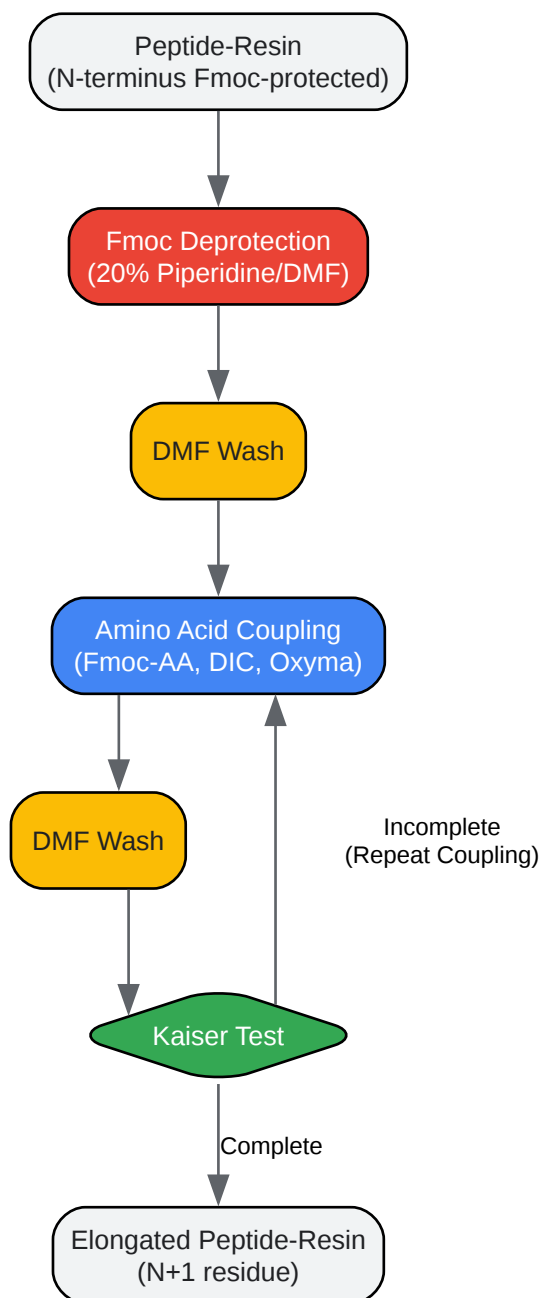 Peptide-Resin
(N-terminus Fmoc-protected)
Fmoc Deprotection
(20% Piperidine/DMF)
DMF Wash
Amino Acid Coupling
(Fmoc-AA, DIC, Oxyma)
DMF Wash
Incomplete
(Repeat Coupling)
Kaiser Test
Complete
Elongated Peptide-Resin
(N+1 residue)